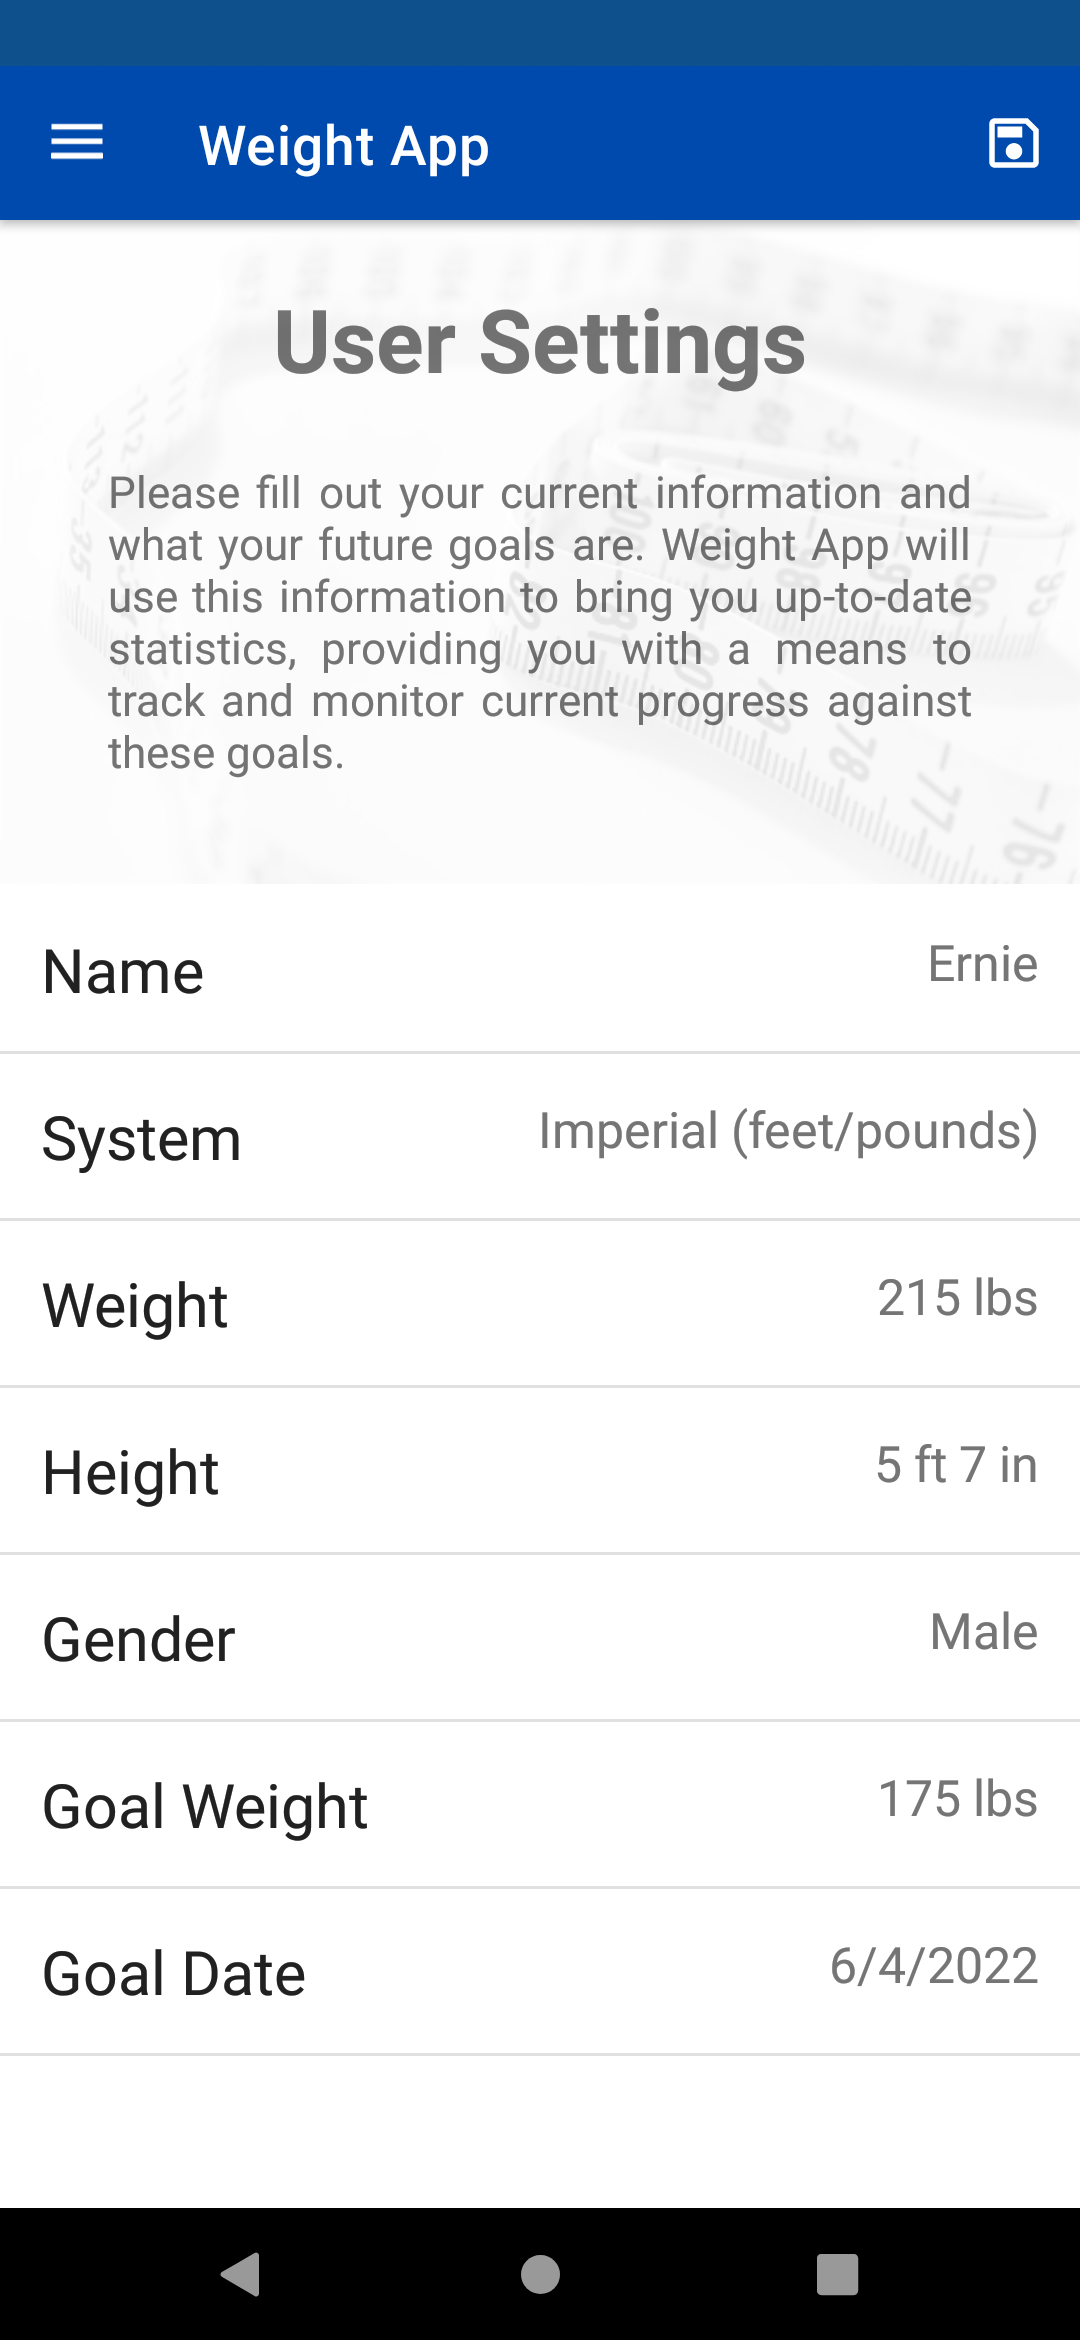 Weight App
User Settings
Please fill out your current information and
what your future goals are. Weight App will
use this information to bring you up-to-date
statistics, providing you with a means to
track and monitor current progress against
these goals.
Name Ernie
System Imperial (feet/pounds)
Weight 215 lbs
Height 5 ft 7 in
Gender Male
Goal Weight 175 lbs
Goal Date 6/4/2022